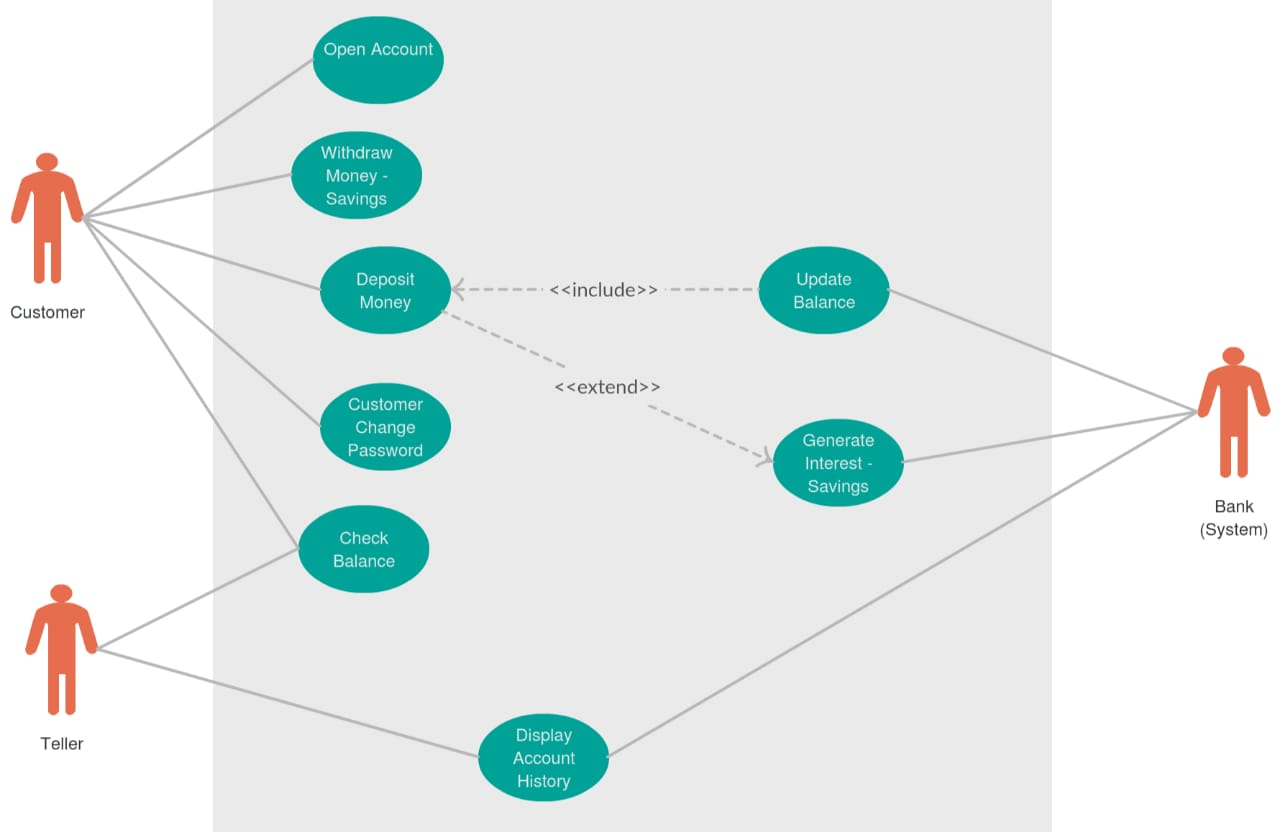 Open Account
Withdraw
Money -
Savings
Deposit
Money
<<include>>
Update
Balance
Customer
<<extend>>
Customer
Change
Password
Generate
Interest -
Savings
Bank
(System)
Check
Balance
Teller
Display
Account
History